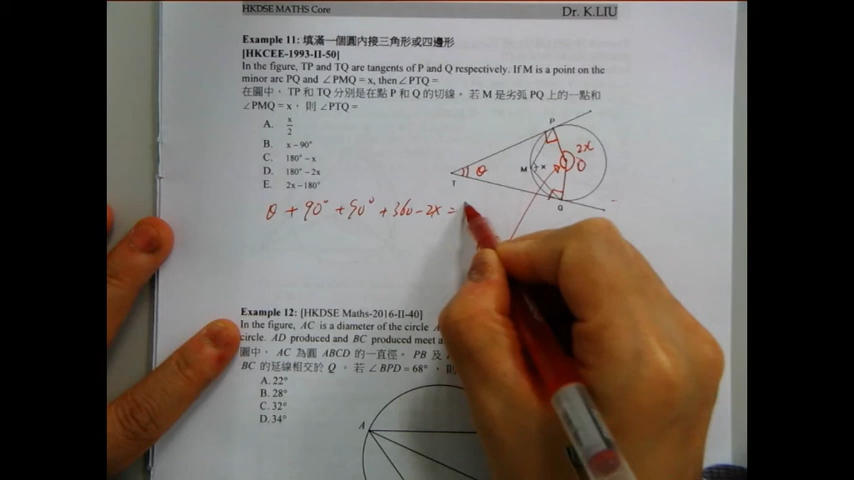 HKDSE MATHS Core
Dr. K.LIU
Example 11: 填滿一個圓內接三角形或四邊形
[HKCEE-1993-II-50]
In the figure, TP and TQ are tangents of P and Q respectively. If M is a point on the
minor arc PQ and ∠PMQ = x, then∠PTQ =
在圖中， TP 和 TQ 分別是在點 P 和 Q 的切線。 若 M 是劣弧 PQ 上的一點和
∠PMQ = x， 則 ∠PTQ =
A. x/2
B. x – 90°
C. 180° – x
D. 180° – 2x
E. 2x – 180°
P
2x
M
x
O
θ
T
Q
θ + 90° + 90° + 360 – 2x =
Example 12: [HKDSE Maths-2016-II-40]
In the figure, AC is a diameter of the circle
circle. AD produced and BC produced meet
圖中， AC 為圓 ABCD 的一直徑。 PB 及
BC 的延線相交於 Q 。 若 ∠BPD = 68° ， 則
A. 22°
B. 28°
C. 32°
D. 34°
A